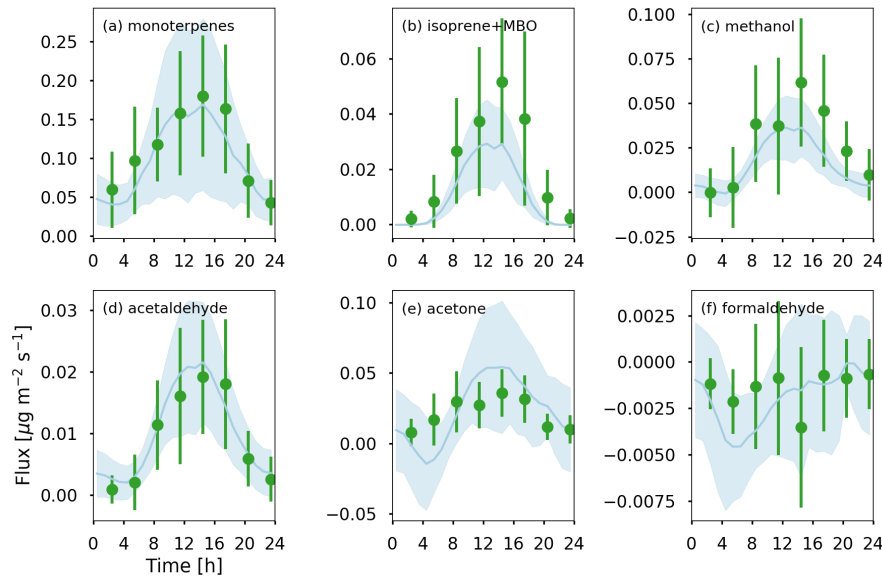 (a) monoterpenes
0.25
0.20
0.15
0.10
0.05
0.00
0 4 8 12 16 20 24
(b) isoprene+MBO
0.06
0.04
0.02
0.00
0 4 8 12 16 20 24
(c) methanol
0.100
0.075
0.050
0.025
0.000
−0.025
0 4 8 12 16 20 24
(d) acetaldehyde
0.03
0.02
0.01
0.00
0 4 8 12 16 20 24
Time [h]
Flux [μg m⁻² s⁻¹]
(e) acetone
0.10
0.05
0.00
−0.05
0 4 8 12 16 20 24
(f) formaldehyde
0.0025
0.0000
−0.0025
−0.0050
−0.0075
0 4 8 12 16 20 24